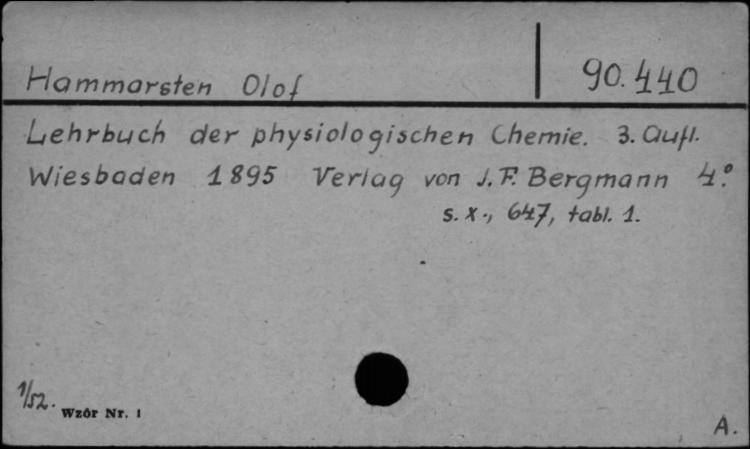 Hammarsten Olof 90.440
Lehrbuch der physiologischen Chemie. 3. Aufl.
Wiesbaden 1895 Verlag von J. F. Bergmann 4°.
s. X., 647, tabl. 1.
1/52.
Wzór Nr. 1
A.